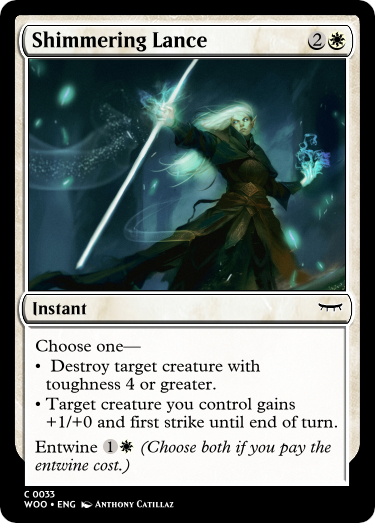 Shimmering Lance 2
Instant
Choose one—
• Destroy target creature with
toughness 4 or greater.
• Target creature you control gains
+1/+0 and first strike until end of turn.
Entwine 1 (Choose both if you pay the
entwine cost.)
C 0033
WOO • ENG Anthony Catillaz